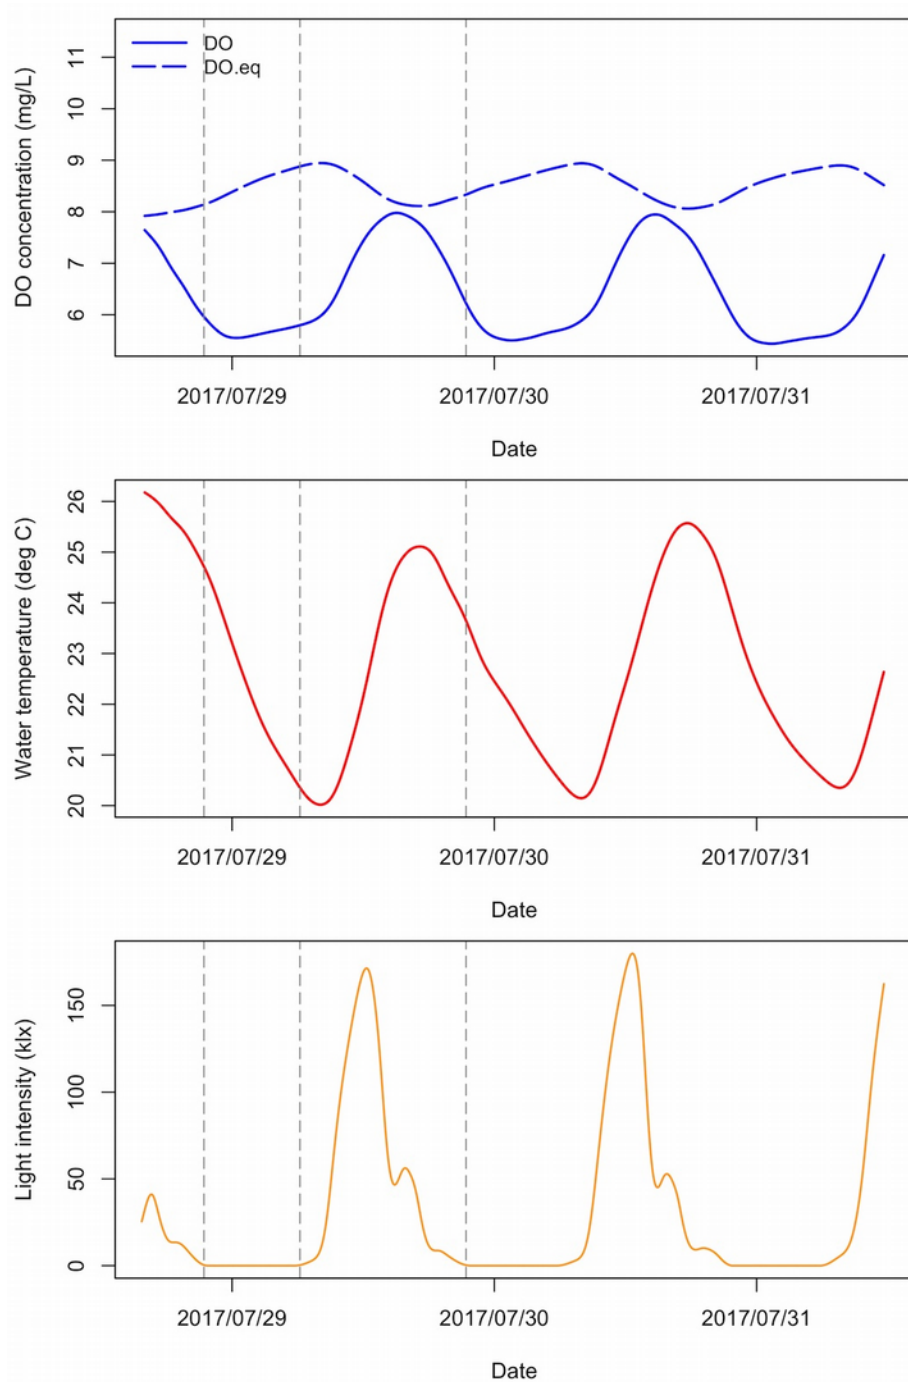 DO
DO.eq
DO concentration (mg/L)
11
10
9
8
7
6
2017/07/29 2017/07/30 2017/07/31
Date
Water temperature (deg C)
26
25
24
23
22
21
20
2017/07/29 2017/07/30 2017/07/31
Date
Light intensity (klx)
150
100
50
0
2017/07/29 2017/07/30 2017/07/31
Date